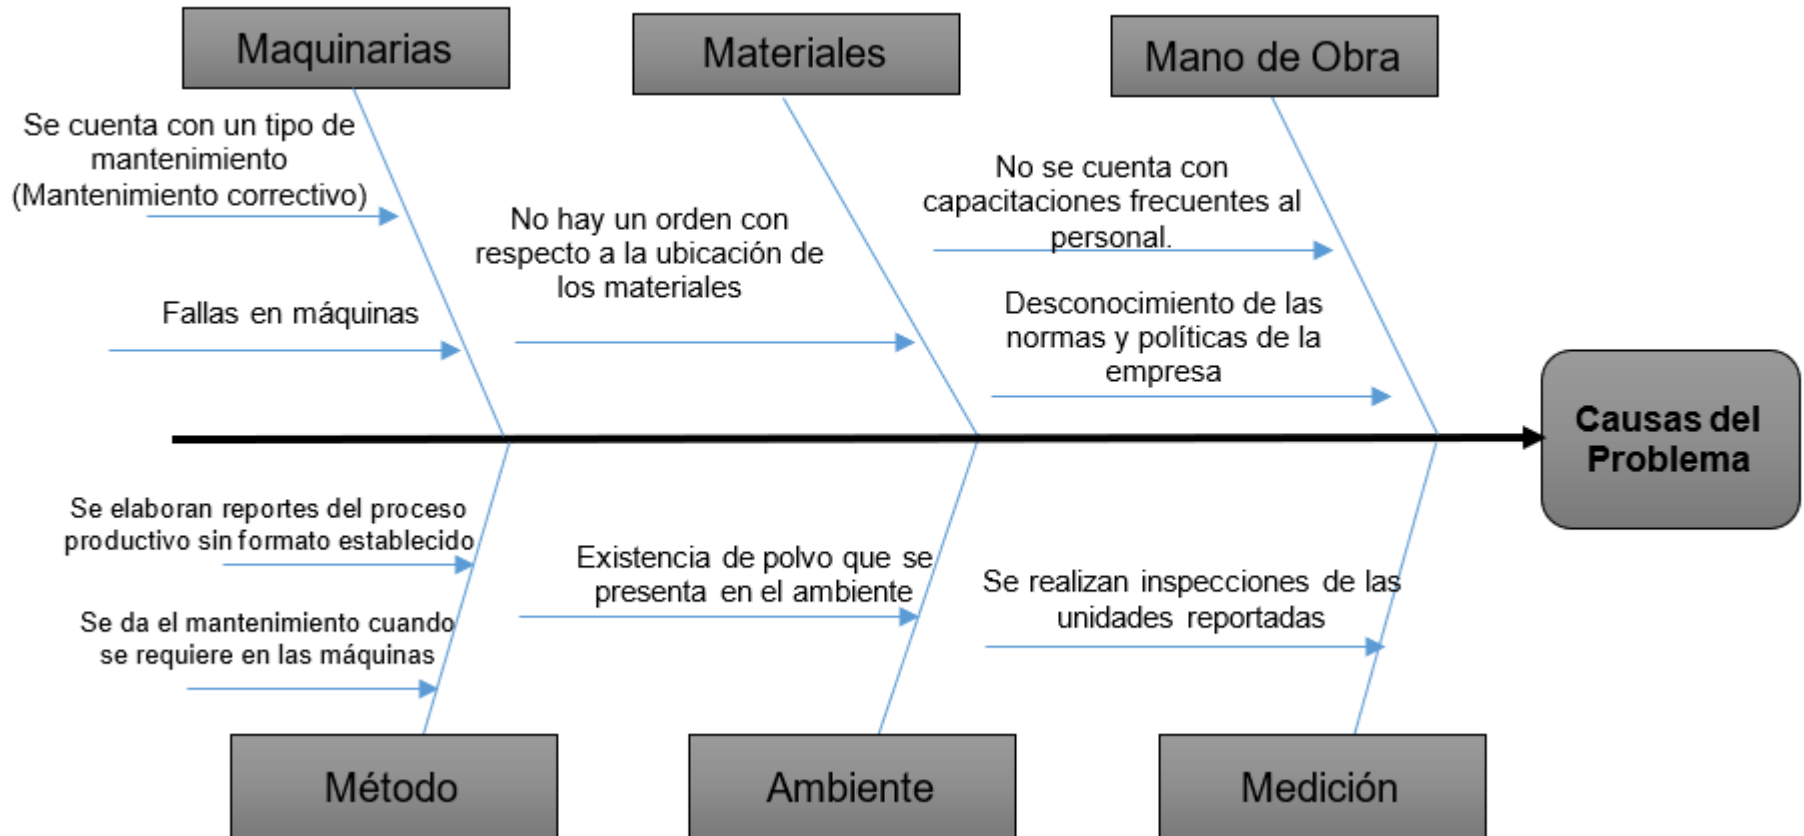 Maquinarias
Materiales
Mano de Obra
Se cuenta con un tipo de
mantenimiento
(Mantenimiento correctivo)
Fallas en máquinas
No hay un orden con
respecto a la ubicación de
los materiales
No se cuenta con
capacitaciones frecuentes al
personal.
Desconocimiento de las
normas y políticas de la
empresa
Causas del
Problema
Se elaboran reportes del proceso
productivo sin formato establecido
Se da el mantenimiento cuando
se requiere en las máquinas
Existencia de polvo que se
presenta en el ambiente
Se realizan inspecciones de las
unidades reportadas
Método
Ambiente
Medición